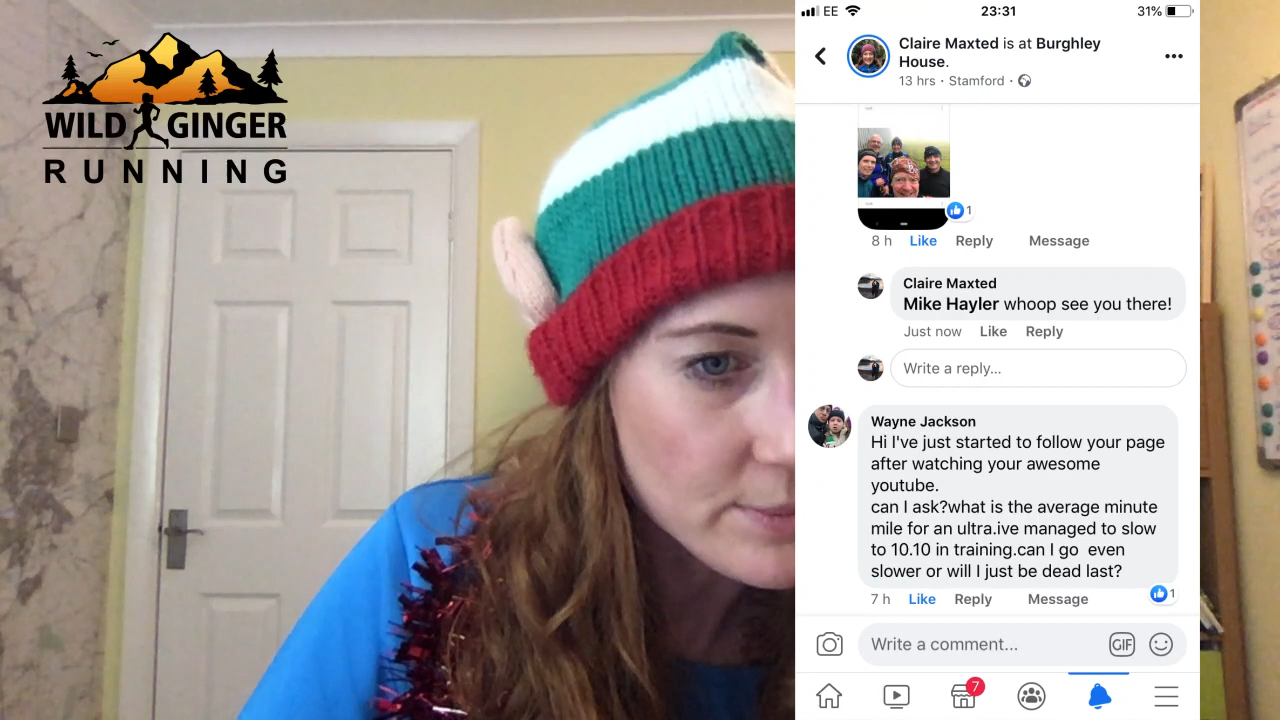 WILD GINGER
RUNNING
EE
23:31
31%
Claire Maxted is at Burghley
House.
13 hrs · Stamford ·
1
8 h Like Reply Message
Claire Maxted
Mike Hayler whoop see you there!
Just now Like Reply
Write a reply...
Wayne Jackson
Hi I've just started to follow your page
after watching your awesome
youtube.
can I ask?what is the average minute
mile for an ultra.ive managed to slow
to 10.10 in training.can I go even
slower or will I just be dead last?
1
7 h Like Reply Message
Write a comment...
GIF
7